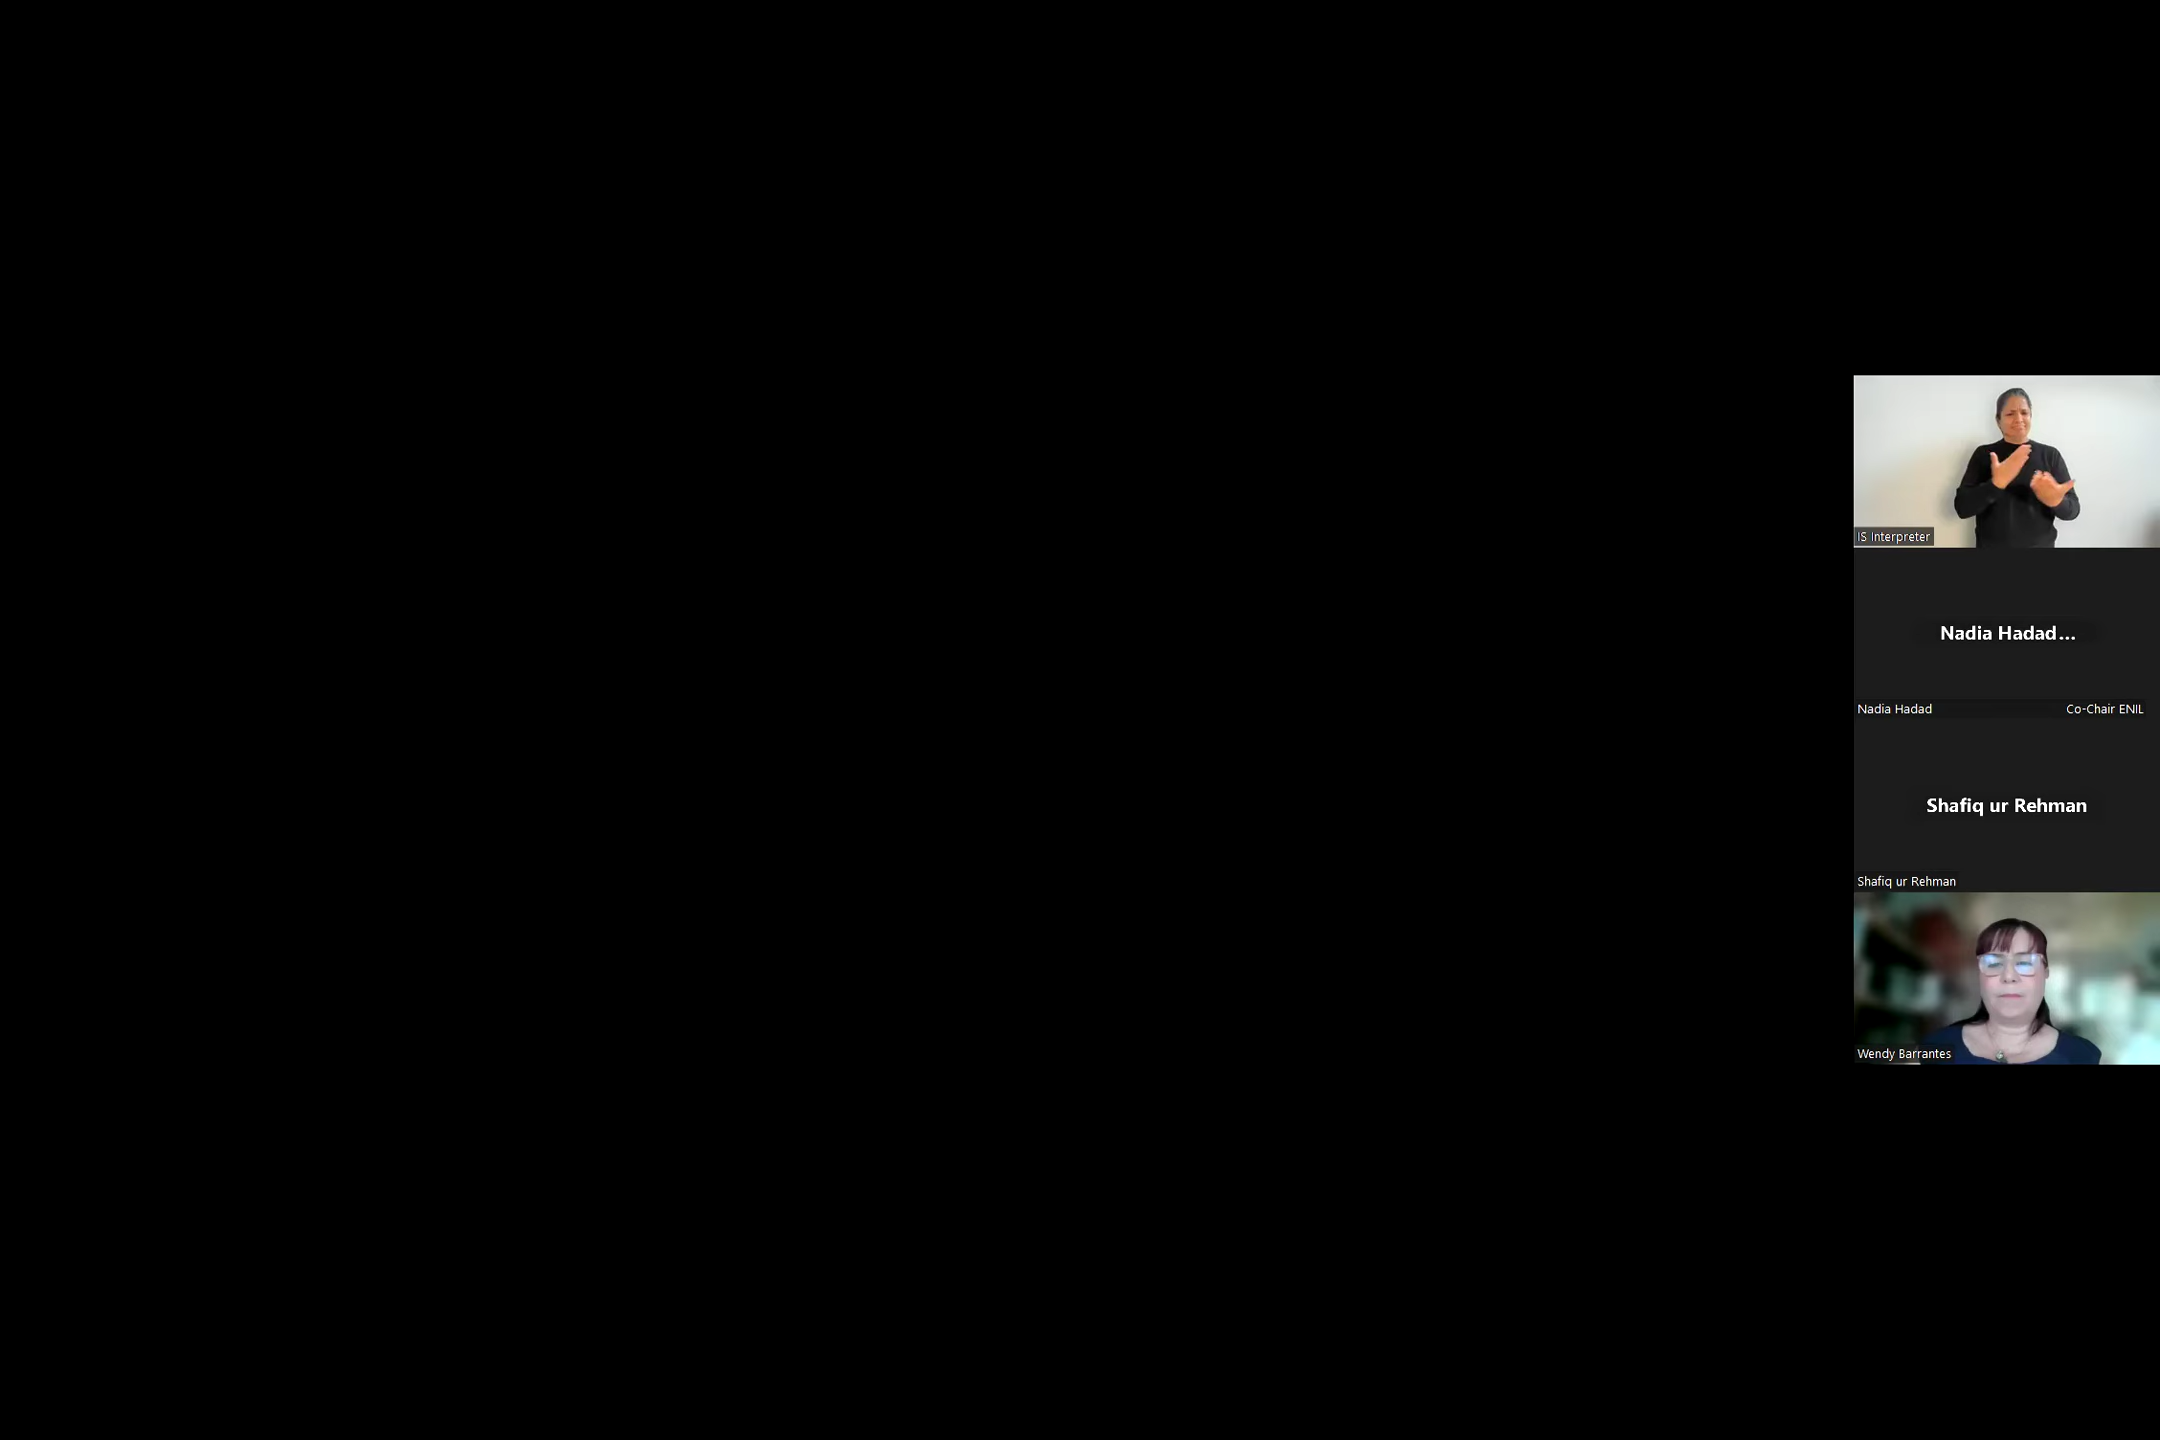 IS Interpreter
Nadia Hadad...
Nadia Hadad Co-Chair ENIL
Shafiq ur Rehman
Shafiq ur Rehman
Wendy Barrantes